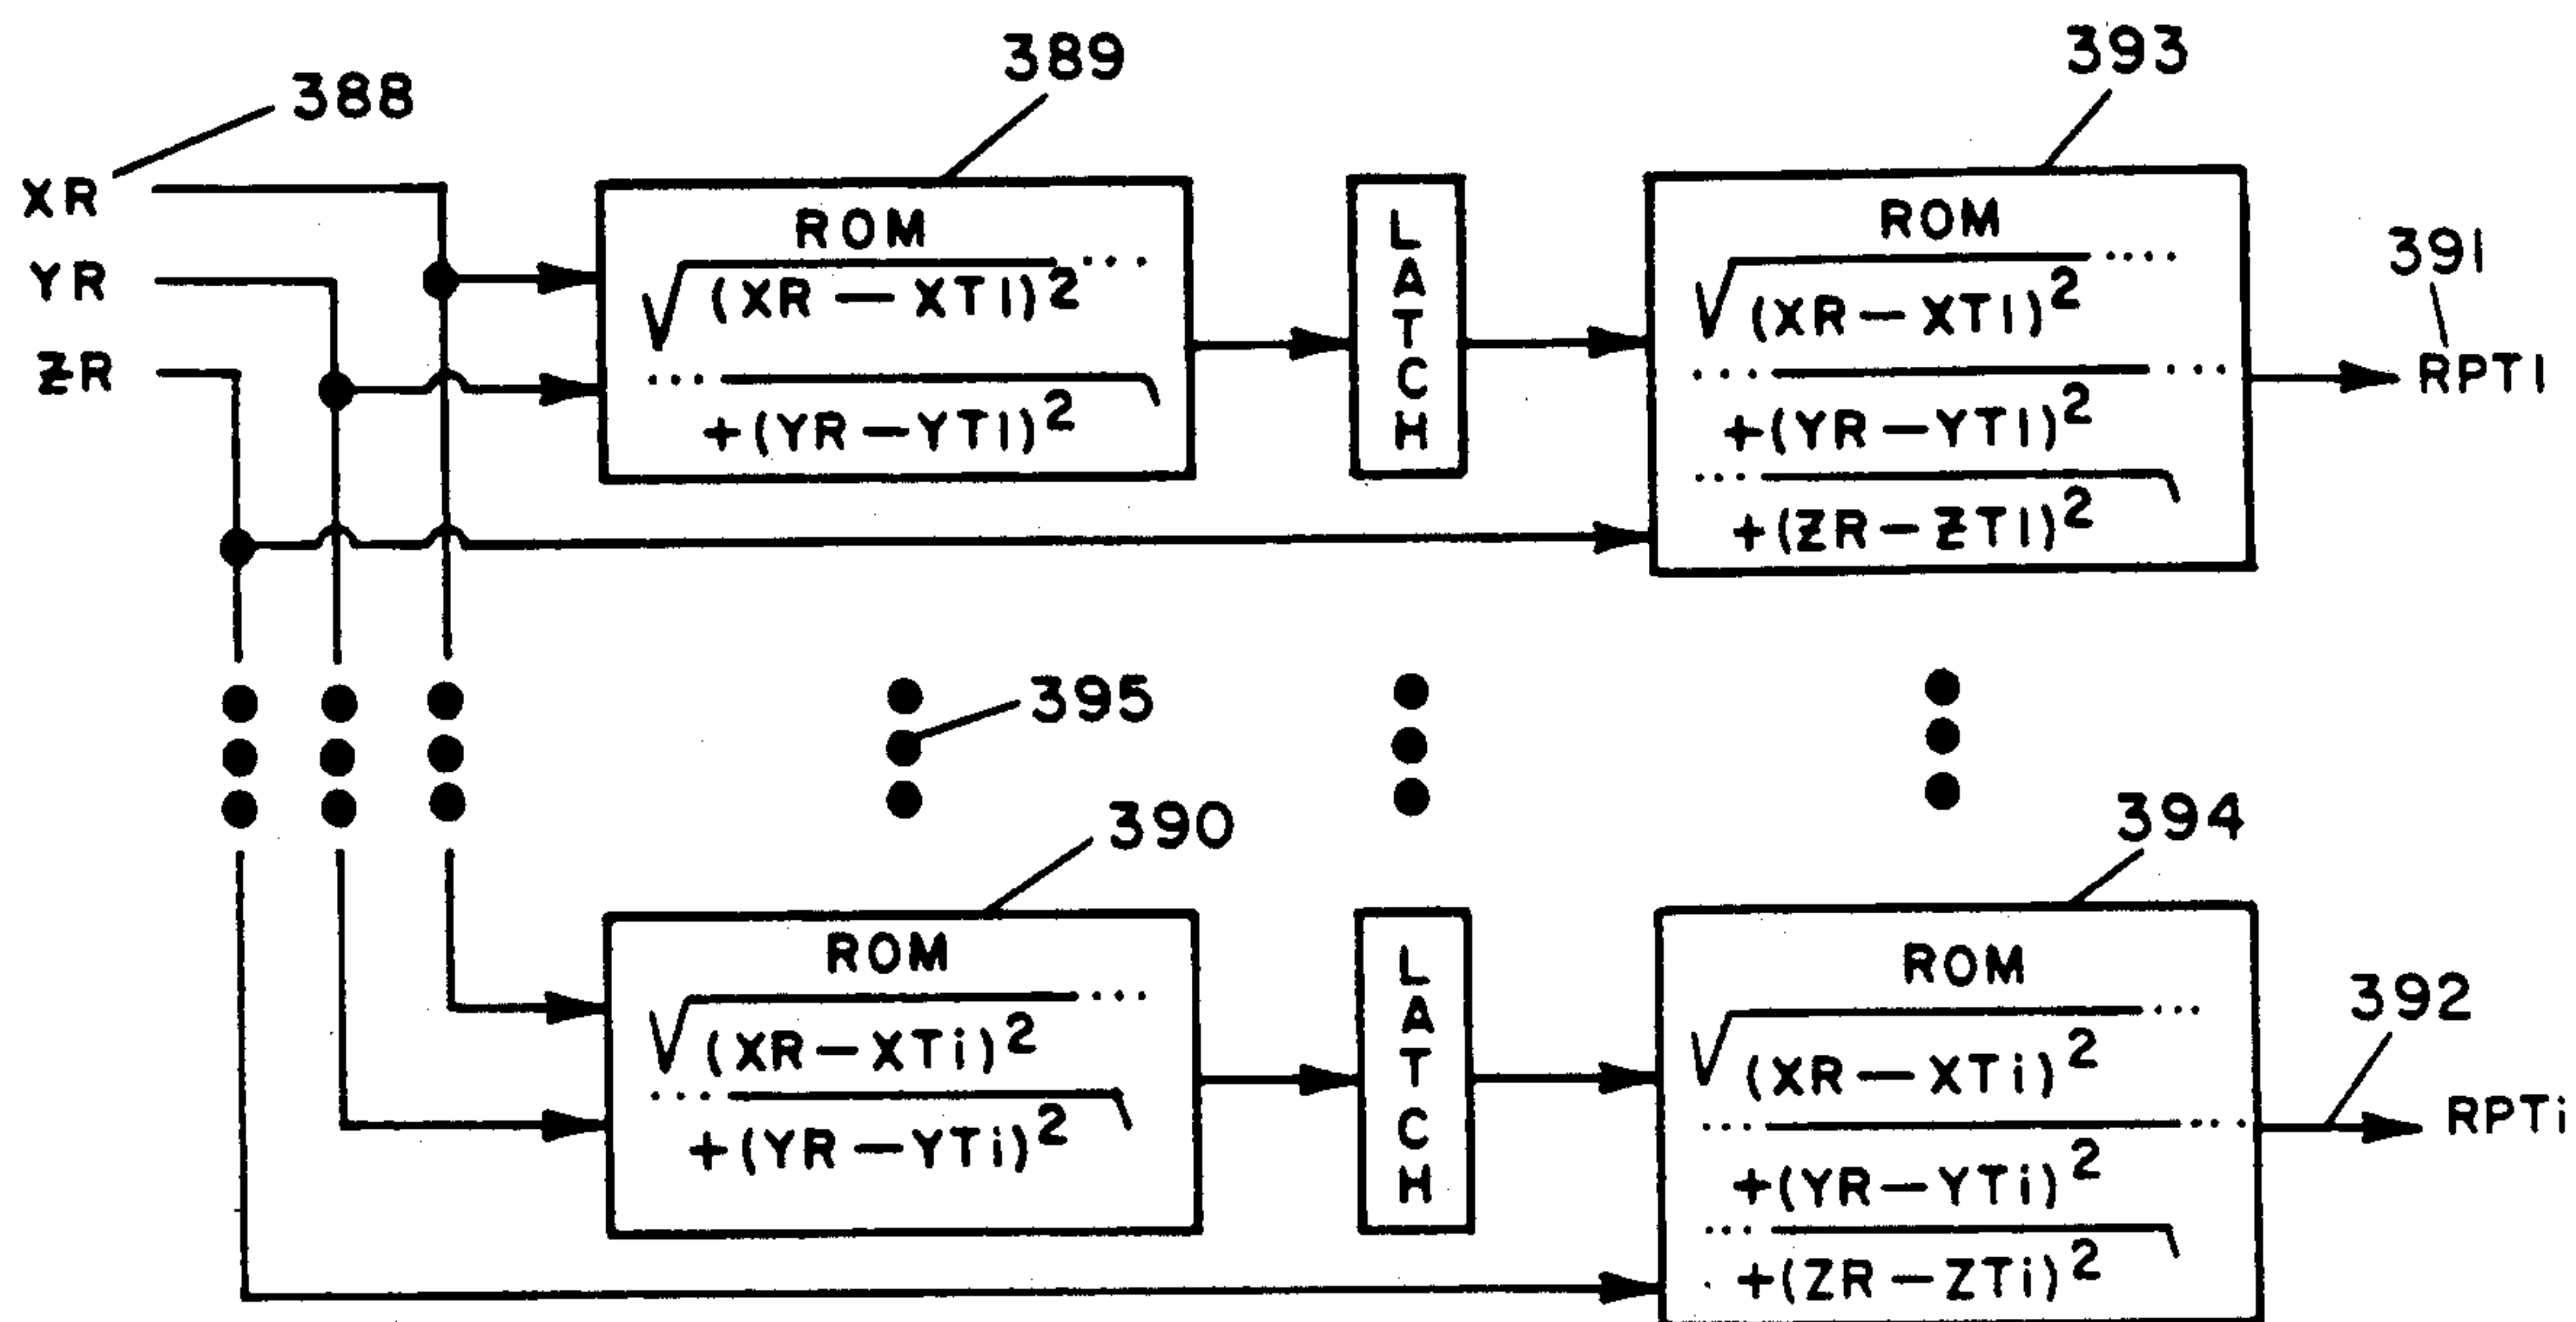 388
389
393
XR
YR
ZR
ROM
√(XR — XT1)² ...
... +(YR — YT1)²
LATCH
ROM
√(XR — XT1)² ....
.... +(YR — YT1)² ....
... +(ZR — ZT1)²
391
RPT1
395
390
394
ROM
√(XR — XTi)² ....
... +(YR — YTi)²
LATCH
ROM
√(XR — XTi)² ...
... +(YR — YTi)² ...
... +(ZR — ZTi)²
392
RPTi